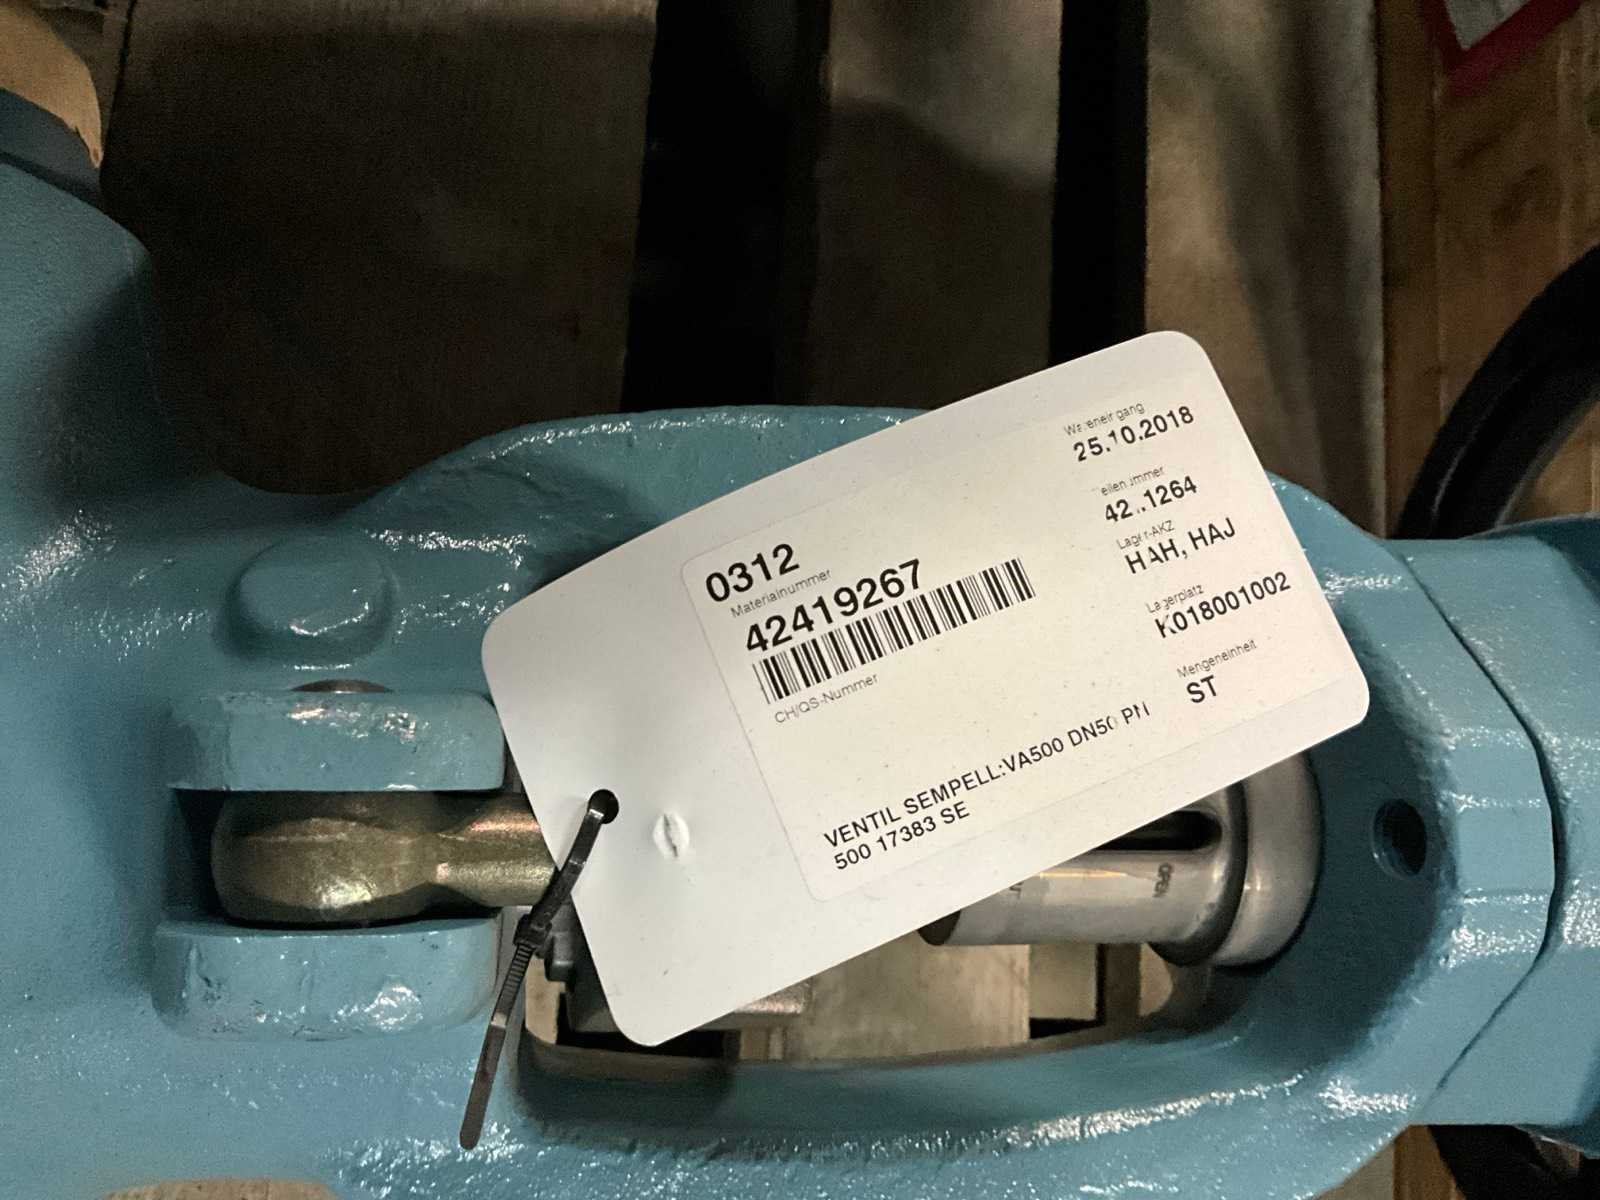 0312
Materialnummer
42419267
CH/QS-Nummer
VENTIL SEMPELL:VA500 DN50 PN
500 17383 SE
Wareneingang
25.10.2018
42..1264
Lager-AKZ
HAH, HAJ
Lagerplatz
K018001002
Mengeneinheit
ST
OPEN